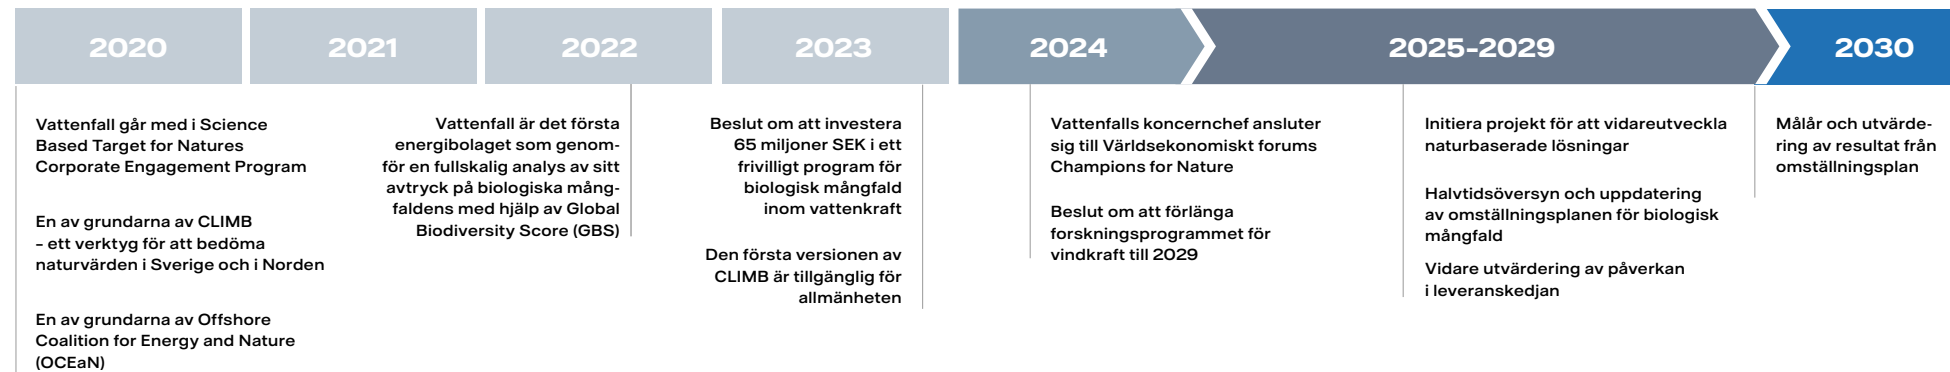 2020
2021
2022
2023
2024
2025-2029
2030
Vattenfall går med i Science
Based Target for Natures
Corporate Engagement Program
En av grundarna av CLIMB
– ett verktyg för att bedöma
naturvärden i Sverige och i Norden
En av grundarna av Offshore
Coalition for Energy and Nature
(OCEaN)
Vattenfall är det första
energibolaget som genom-
för en fullskalig analys av sitt
avtryck på biologiska mång-
faldens med hjälp av Global
Biodiversity Score (GBS)
Beslut om att investera
65 miljoner SEK i ett
frivilligt program för
biologisk mångfald
inom vattenkraft
Den första versionen av
CLIMB är tillgänglig för
allmänheten
Vattenfalls koncernchef ansluter
sig till Världsekonomiskt forums
Champions for Nature
Beslut om att förlänga
forskningsprogrammet för
vindkraft till 2029
Initiera projekt för att vidareutveckla
naturbaserade lösningar
Halvtidsöversyn och uppdatering
av omställningsplanen för biologisk
mångfald
Vidare utvärdering av påverkan
i leveranskedjan
Målår och utvärde-
ring av resultat från
omställningsplan